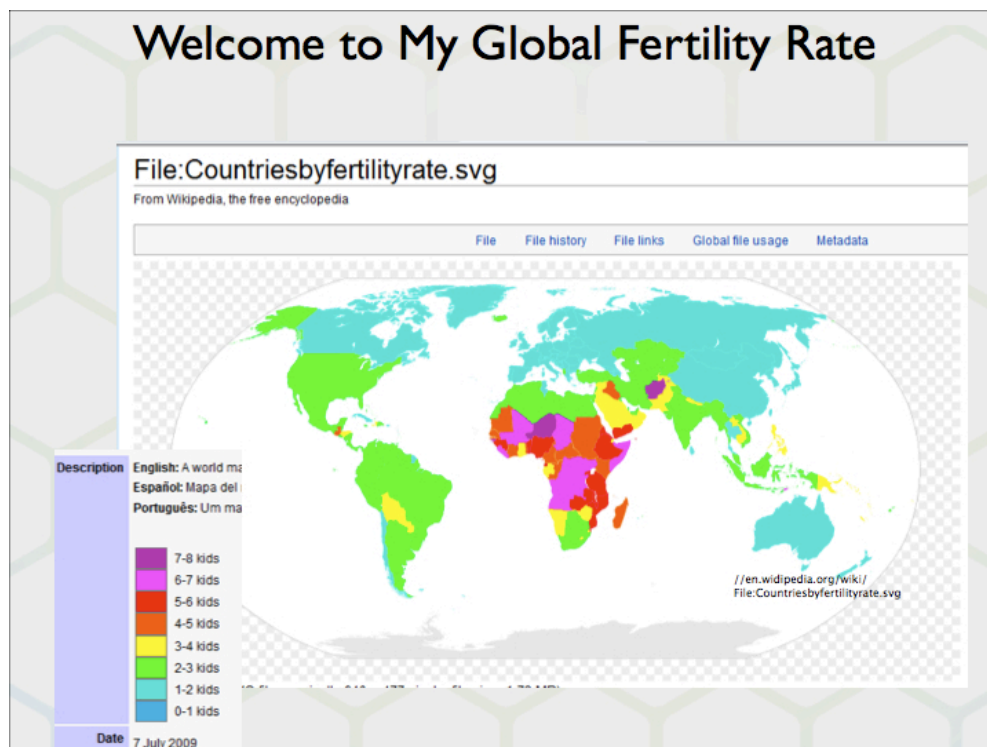 Welcome to My Global Fertility Rate
File:Countriesbyfertilityrate.svg
From Wikipedia, the free encyclopedia
File File history File links Global file usage Metadata
//en.widipedia.org/wiki/
File:Countriesbyfertilityrate.svg
Description English: A world ma
Español: Mapa del
Português: Um ma
7-8 kids
6-7 kids
5-6 kids
4-5 kids
3-4 kids
2-3 kids
1-2 kids
0-1 kids
Date 7 July 2009